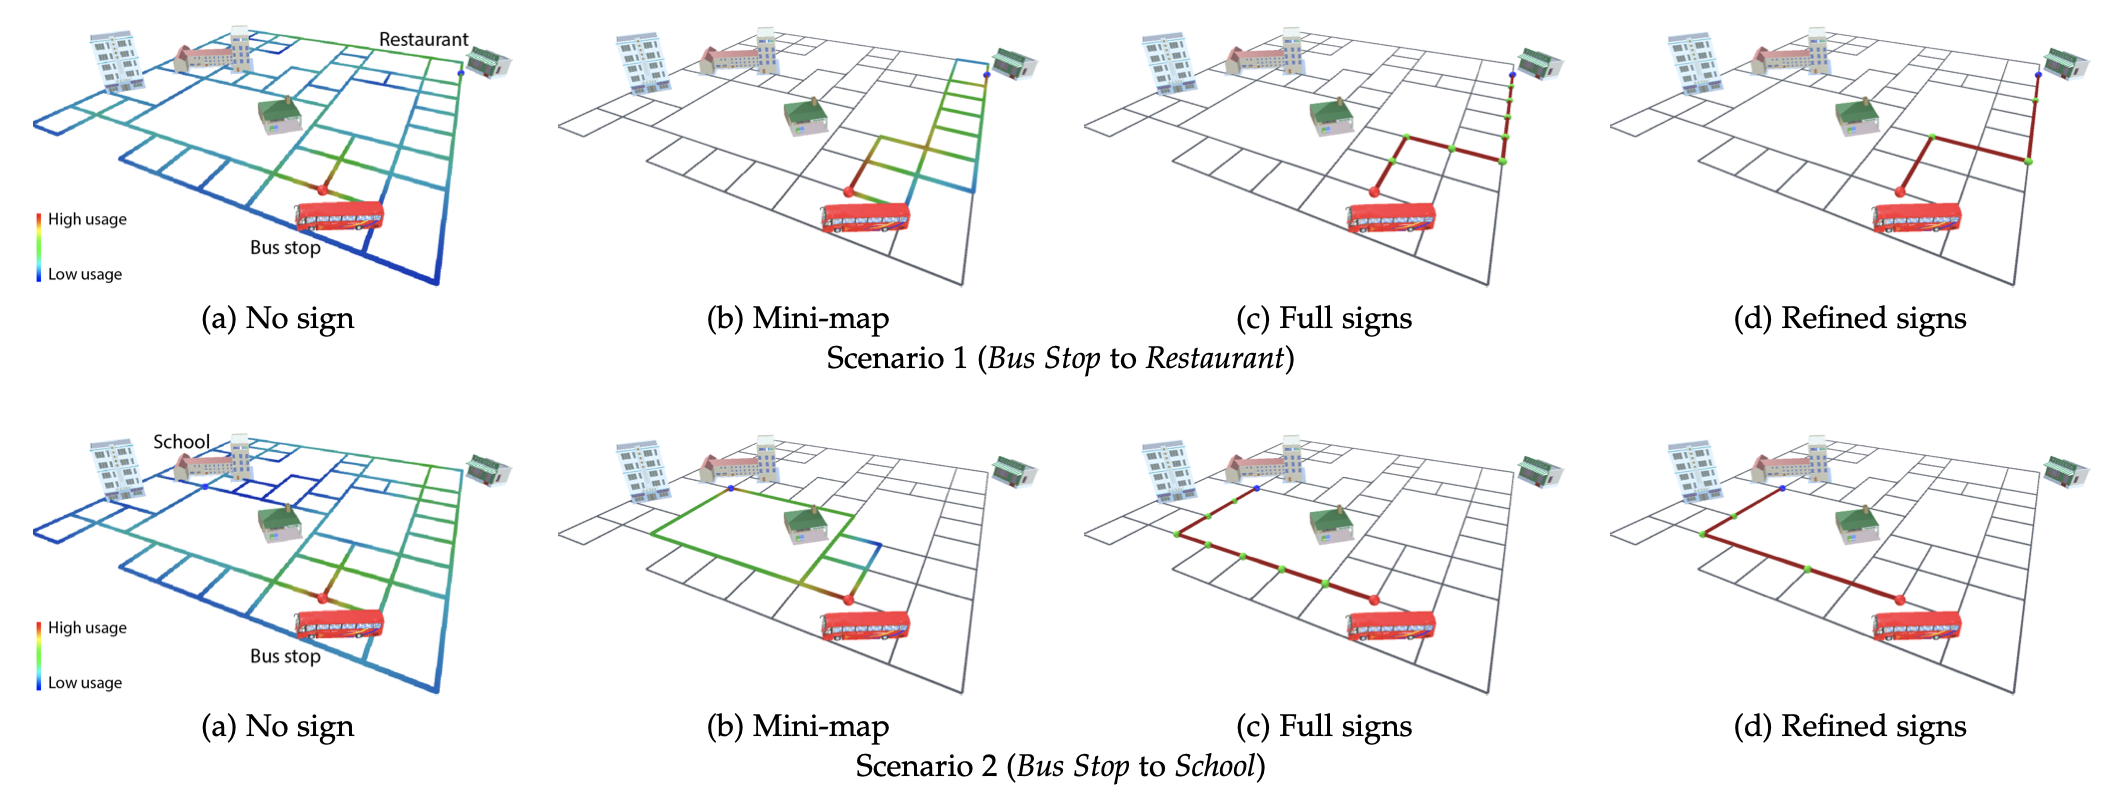 Restaurant
High usage
Low usage
Bus stop
(a) No sign
(b) Mini-map
(c) Full signs
(d) Refined signs
Scenario 1 (Bus Stop to Restaurant)
School
High usage
Low usage
Bus stop
(a) No sign
(b) Mini-map
(c) Full signs
(d) Refined signs
Scenario 2 (Bus Stop to School)